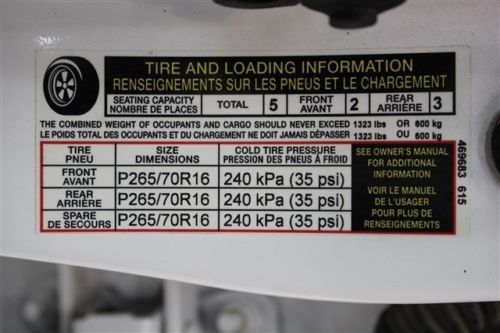 TIRE AND LOADING INFORMATION
RENSEIGNEMENTS SUR LES PNEUS ET LE CHARGEMENT
SEATING CAPACITY
NOMBRE DE PLACES
TOTAL 5
FRONT
AVANT
2
REAR
ARRIÈRE
3
THE COMBINED WEIGHT OF OCCUPANTS AND CARGO SHOULD NEVER EXCEED 1323 lbs OR 600 kg
LE POIDS TOTAL DES OCCUPANTS ET DU CHARGEMENT NE DOIT JAMAIS DÉPASSER 1323 lbs OU 600 kg
TIRE
PNEU
SIZE
DIMENSIONS
COLD TIRE PRESSURE
PRESSION DES PNEUS À FROID
FRONT
AVANT
P265/70R16 240 kPa (35 psi)
REAR
ARRIÈRE
P265/70R16 240 kPa (35 psi)
SPARE
DE SECOURS
P265/70R16 240 kPa (35 psi)
SEE OWNER'S MANUAL
FOR ADDITIONAL
INFORMATION
VOIR LE MANUEL
DE L'USAGER
POUR PLUS DE
RENSEIGNEMENTS
469683 615